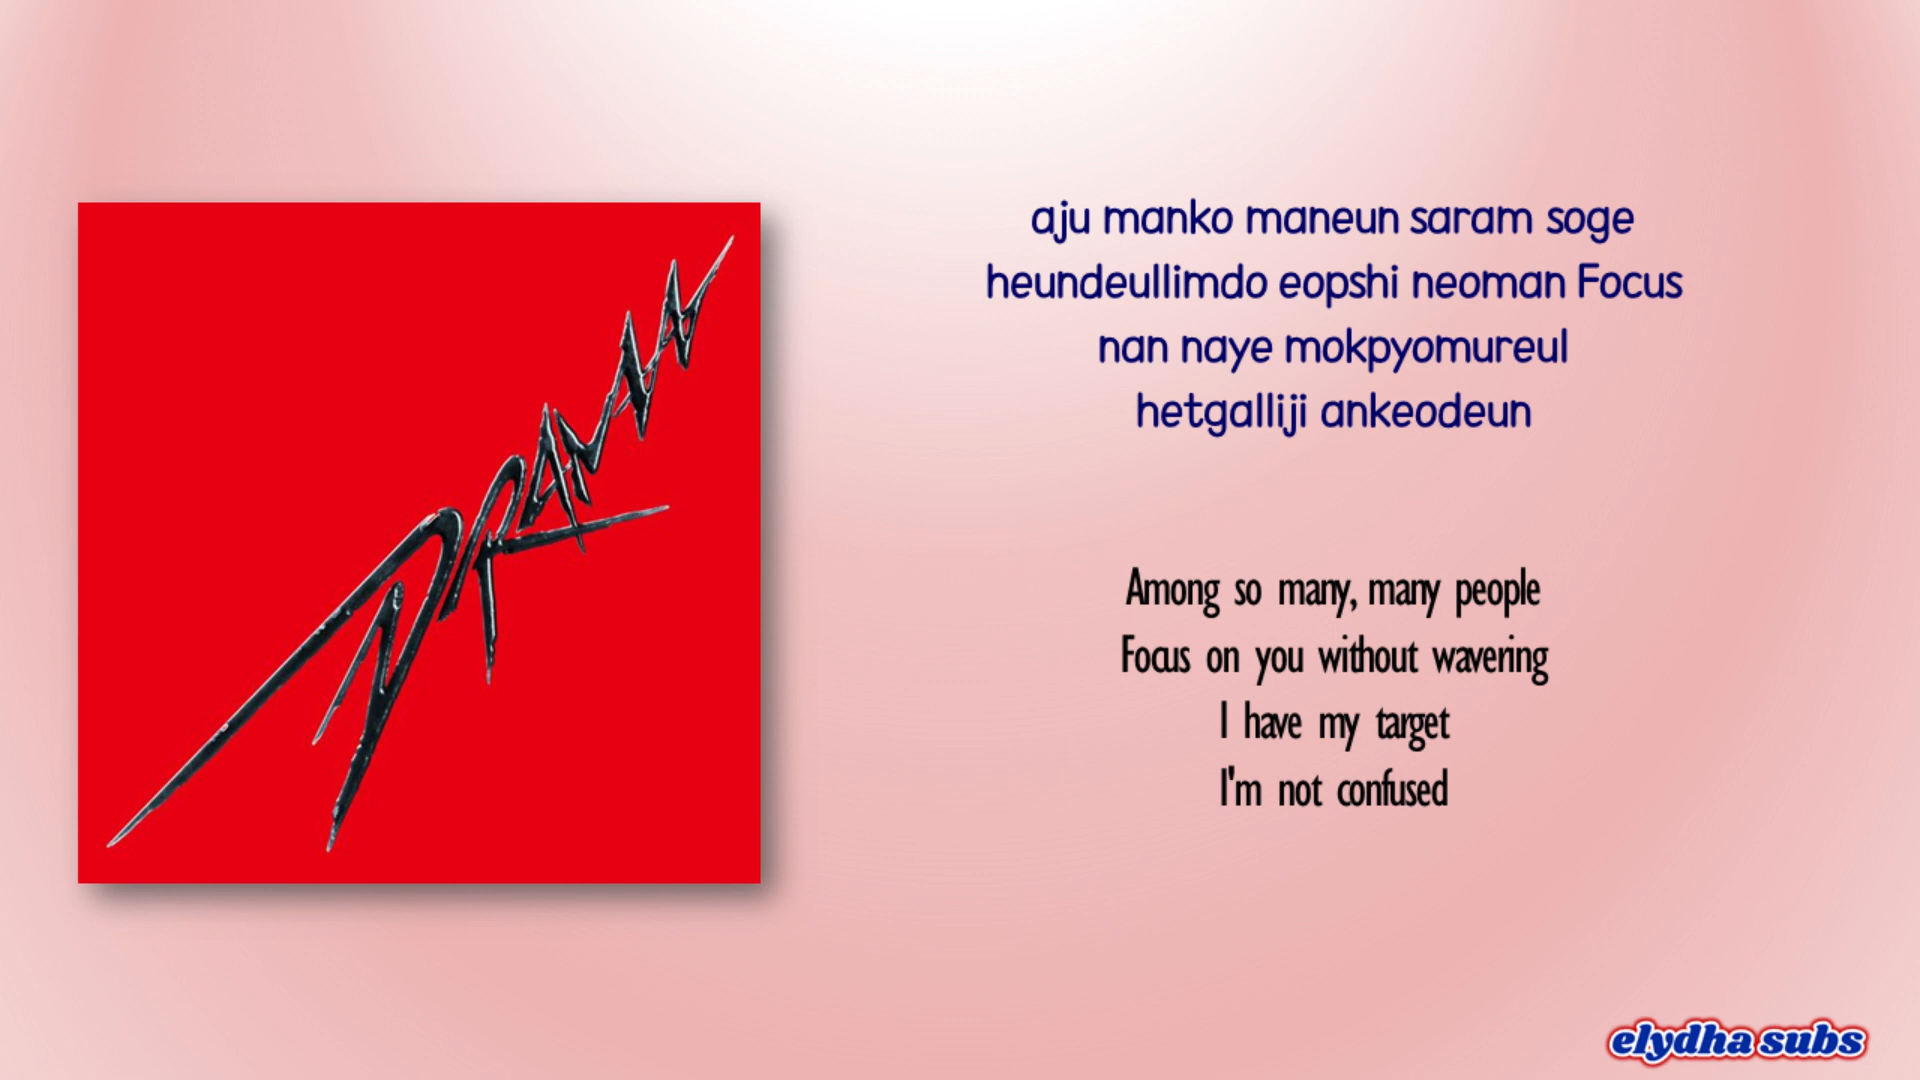 DRAMA
aju manko maneun saram soge
heundeullimdo eopshi neoman Focus
nan naye mokpyomureul
hetgalliji ankeodeun
Among so many, many people
Focus on you without wavering
I have my target
I'm not confused
elydha subs